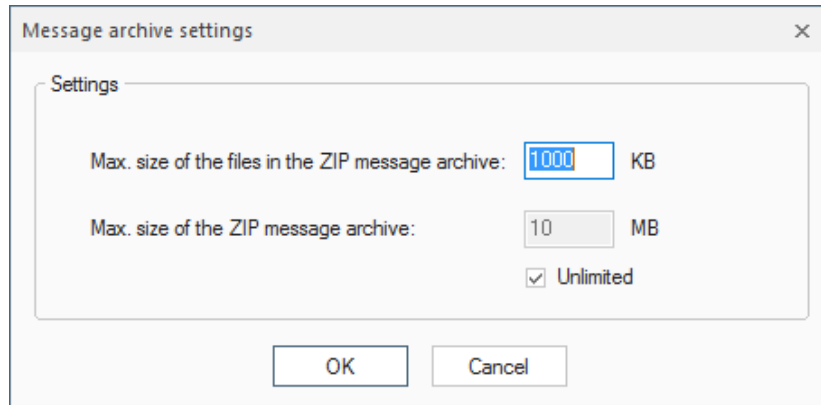 Message archive settings
Settings
Max. size of the files in the ZIP message archive: 1000 KB
Max. size of the ZIP message archive: 10 MB
Unlimited
OK Cancel